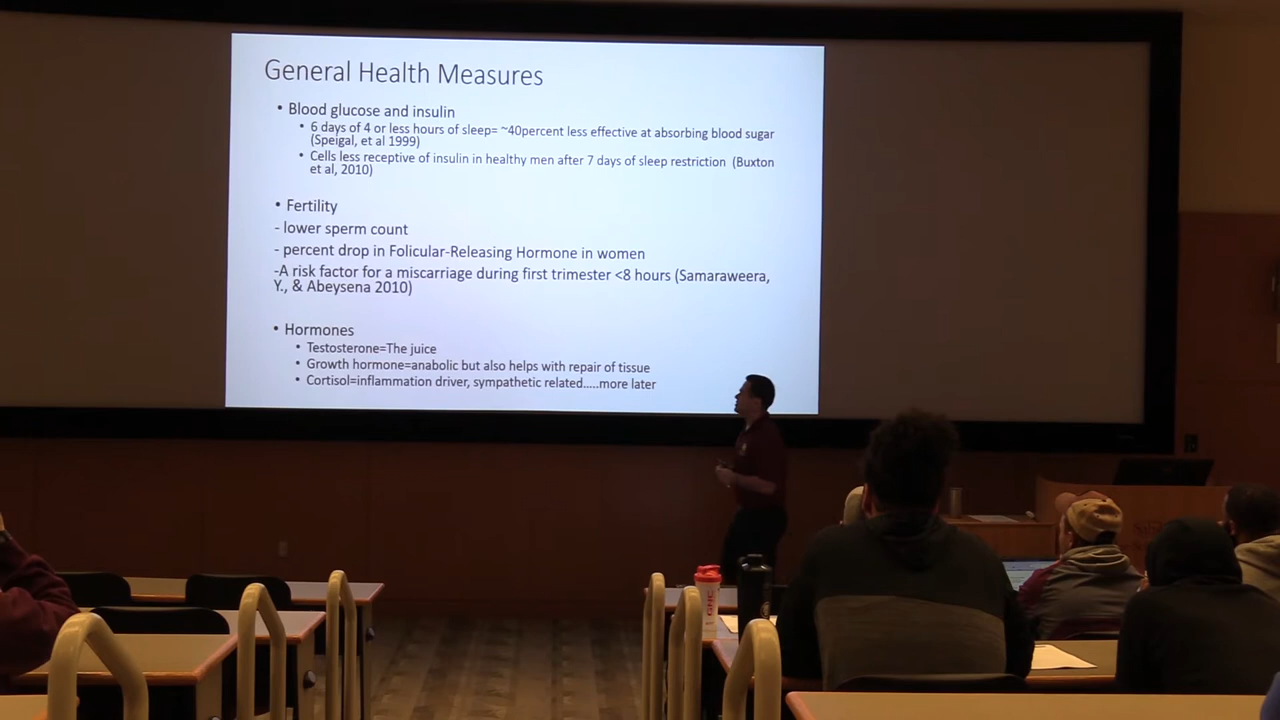 General Health Measures
• Blood glucose and insulin
• 6 days of 4 or less hours of sleep= ~40percent less effective at absorbing blood sugar
(Speigal, et al 1999)
• Cells less receptive of insulin in healthy men after 7 days of sleep restriction (Buxton
et al, 2010)
• Fertility
- lower sperm count
- percent drop in Folicular-Releasing Hormone in women
-A risk factor for a miscarriage during first trimester <8 hours (Samaraweera,
Y., & Abeysena 2010)
• Hormones
• Testosterone=The juice
• Growth hormone=anabolic but also helps with repair of tissue
• Cortisol=inflammation driver, sympathetic related.....more later
GNC